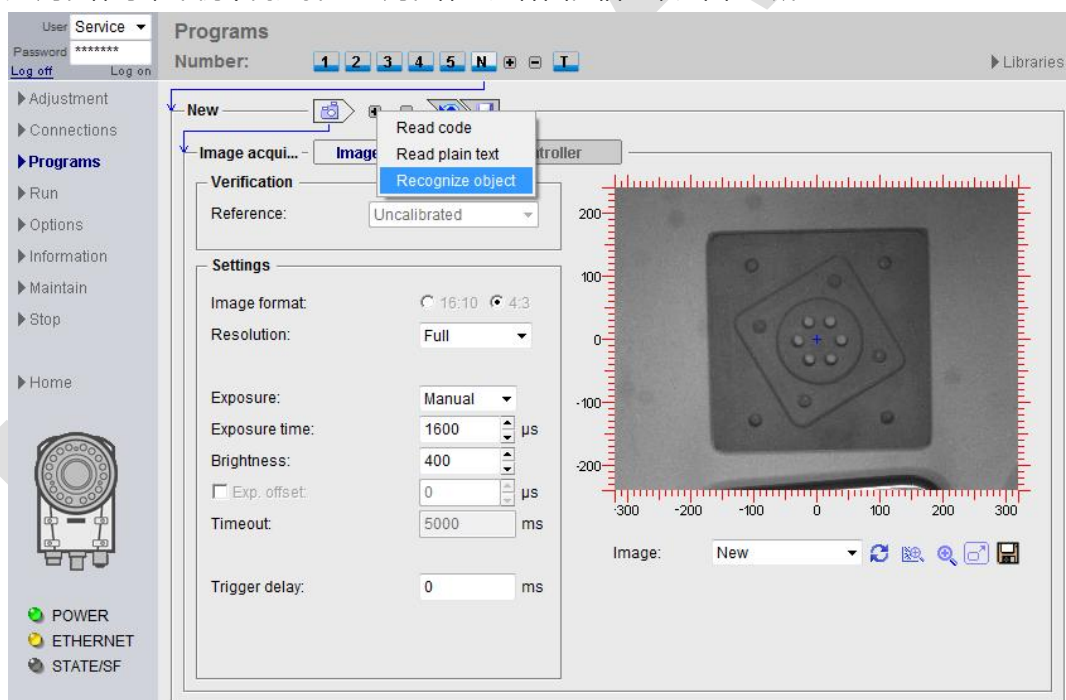 User Service
Password *******
Log off Log on
Programs
Number: 1 2 3 4 5 N T
Libraries
Adjustment
Connections
Programs
Run
Options
Information
Maintain
Stop
Home
POWER
ETHERNET
STATE/SF
New
Read code
Read plain text
Recognize object
Image acqui...
Image
troller
Verification
Reference: Uncalibrated
Settings
Image format: 16:10 4:3
Resolution: Full
Exposure: Manual
Exposure time: 1600 µs
Brightness: 400
Exp. offset: 0 µs
Timeout: 5000 ms
Trigger delay: 0 ms
200
100
0
-100
-200
-300 -200 -100 0 100 200 300
Image: New